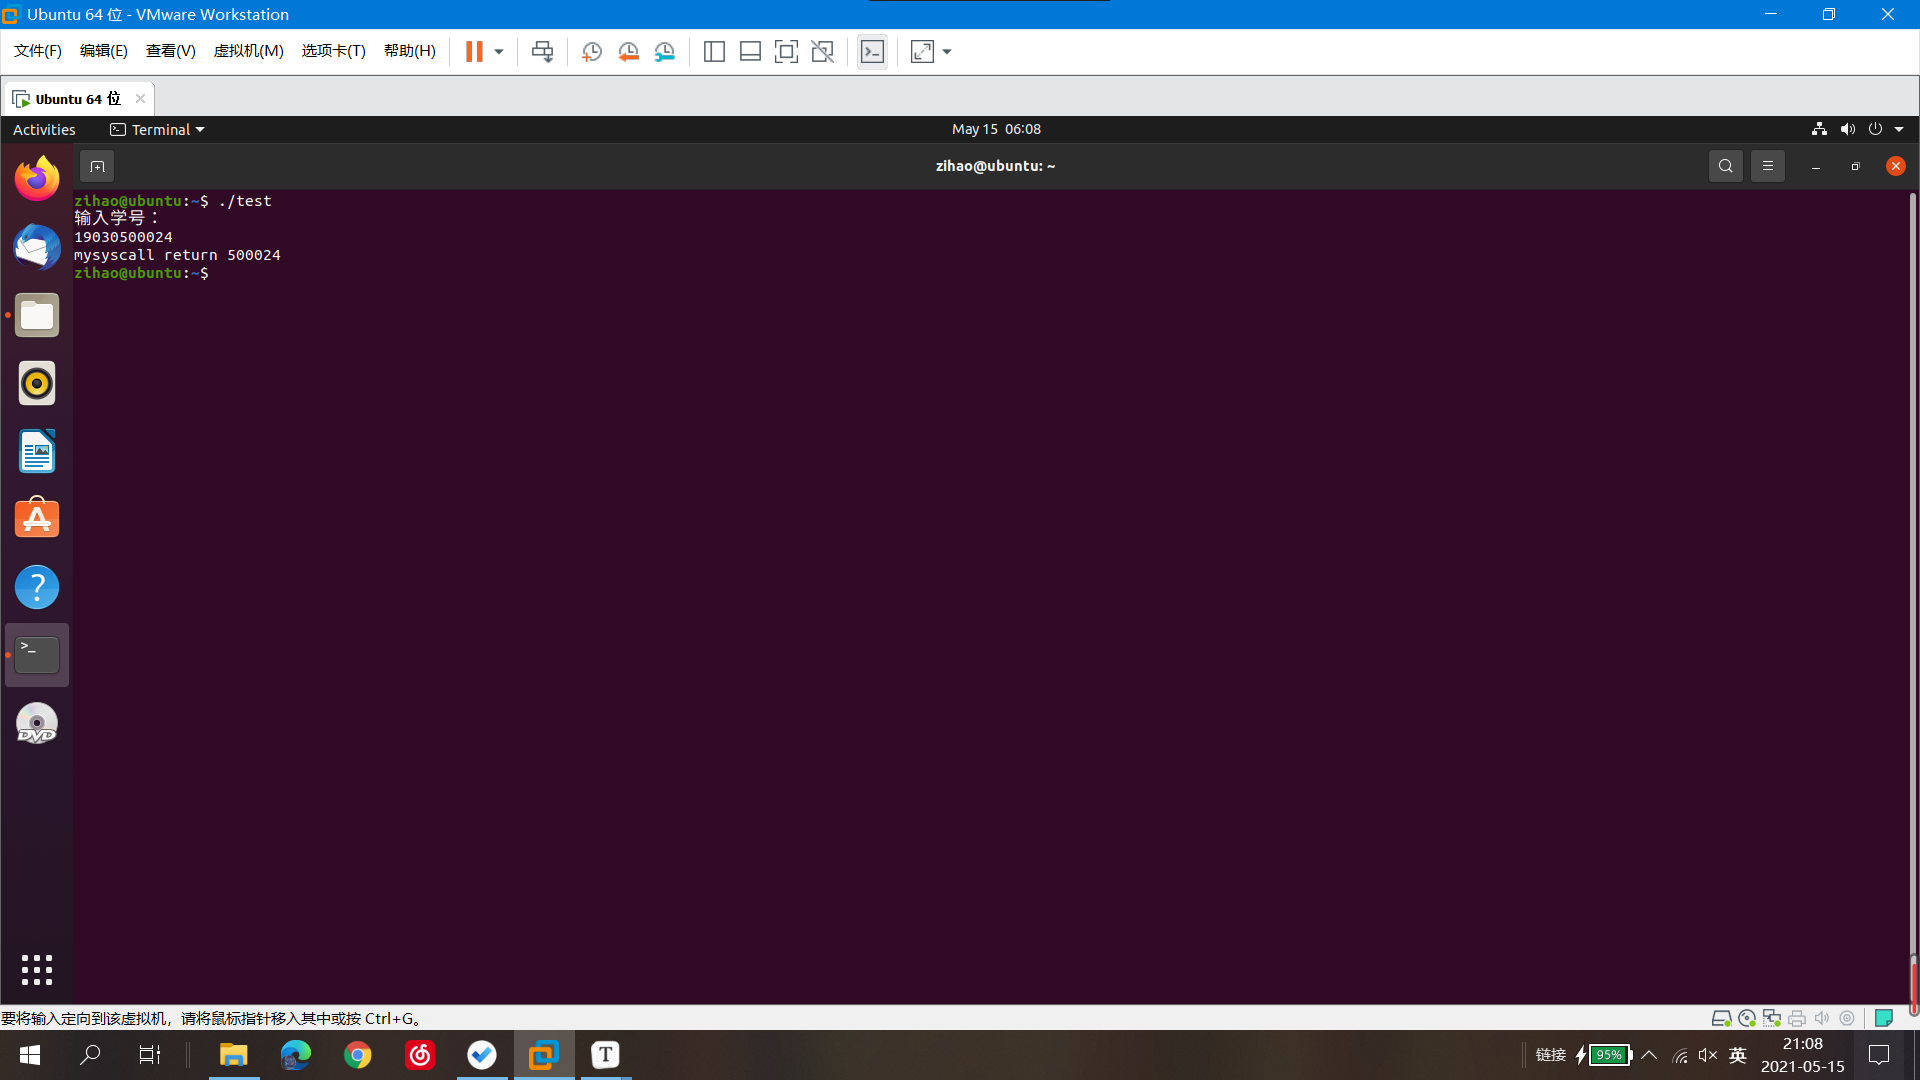 Ubuntu 64 位 - VMware Workstation
文件(F) 编辑(E) 查看(V) 虚拟机(M) 选项卡(T) 帮助(H)
Ubuntu 64 位
Activities Terminal May 15 06:08
zihao@ubuntu: ~
zihao@ubuntu:~$ ./test
输入学号：
19030500024
mysyscall return 500024
zihao@ubuntu:~$
?
>_
DVD
要将输入定向到该虚拟机，请将鼠标指针移入其中或按 Ctrl+G。
T
链接 95% 英 21:08
2021-05-15